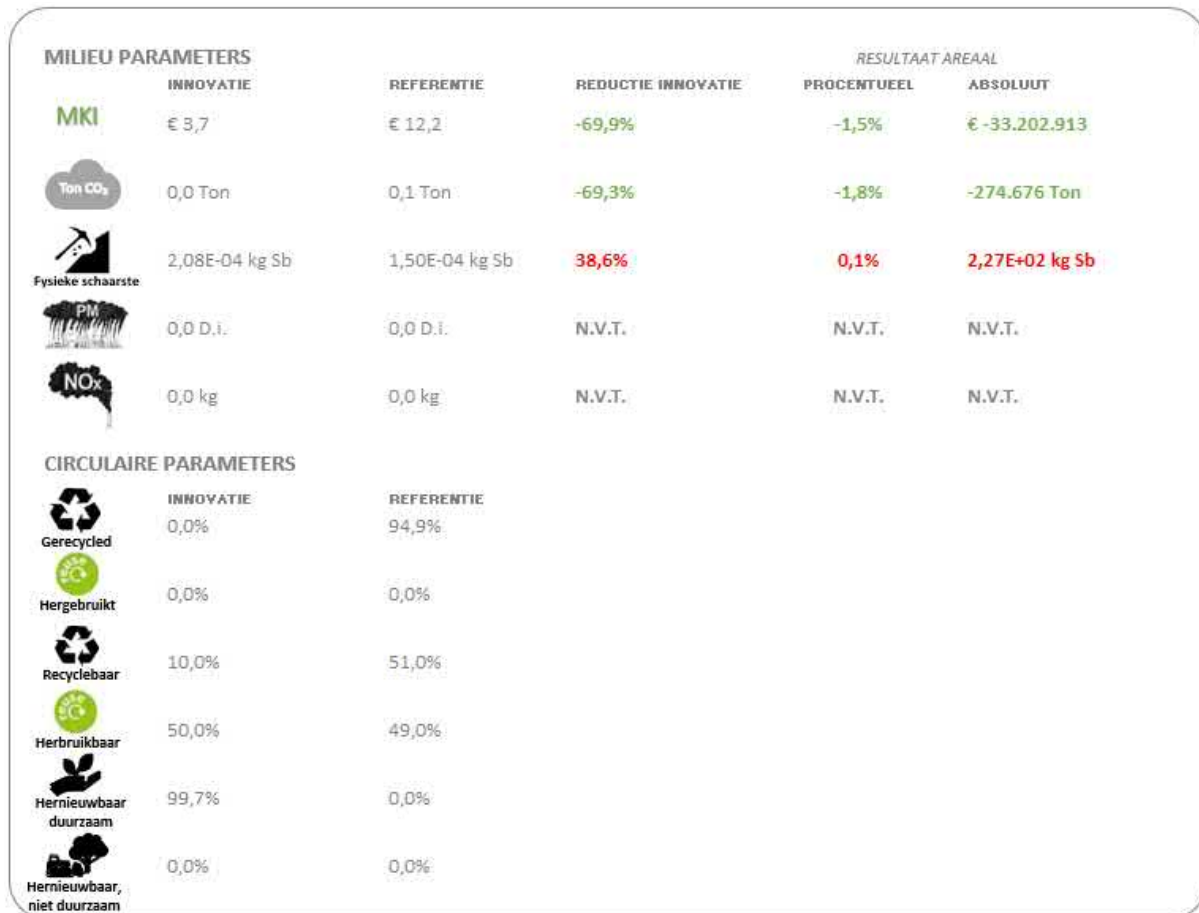 MILIEU PARAMETERS RESULTAAT AREAAL
INNOVATIE REFERENTIE REDUCTIE INNOVATIE PROCENTUEEL ABSOLUUT
MKI € 3,7 € 12,2 -69,9% -1,5% € -33.202.913
Ton CO₂ 0,0 Ton 0,1 Ton -69,3% -1,8% -274.676 Ton
2,08E-04 kg Sb 1,50E-04 kg Sb 38,6% 0,1% 2,27E+02 kg Sb
Fysieke schaarste
PM 0,0 D.i. 0,0 D.i. N.V.T. N.V.T. N.V.T.
NOx 0,0 kg 0,0 kg N.V.T. N.V.T. N.V.T.
CIRCULAIRE PARAMETERS
INNOVATIE REFERENTIE
0,0% 94,9%
Gerecycled
reuse
0,0% 0,0%
Hergebruikt
10,0% 51,0%
Recyclebaar
reuse
50,0% 49,0%
Herbruikbaar
99,7% 0,0%
Hernieuwbaar
duurzaam
0,0% 0,0%
Hernieuwbaar,
niet duurzaam